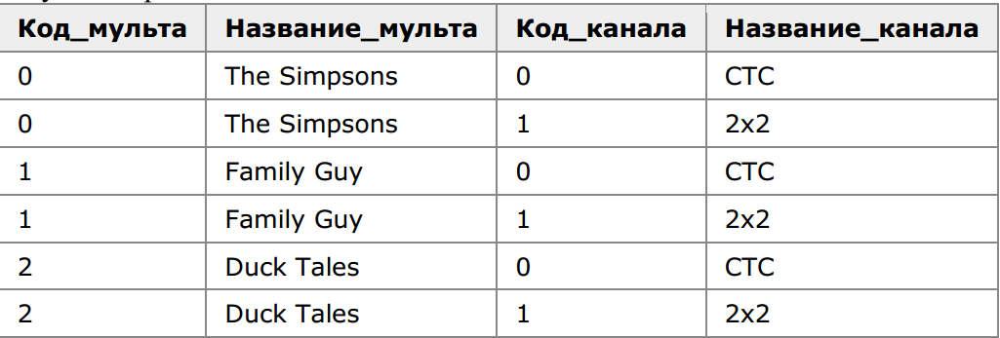 Код_мульта Название_мульта Код_канала Название_канала
0 The Simpsons 0 СТС
0 The Simpsons 1 2x2
1 Family Guy 0 СТС
1 Family Guy 1 2x2
2 Duck Tales 0 СТС
2 Duck Tales 1 2x2